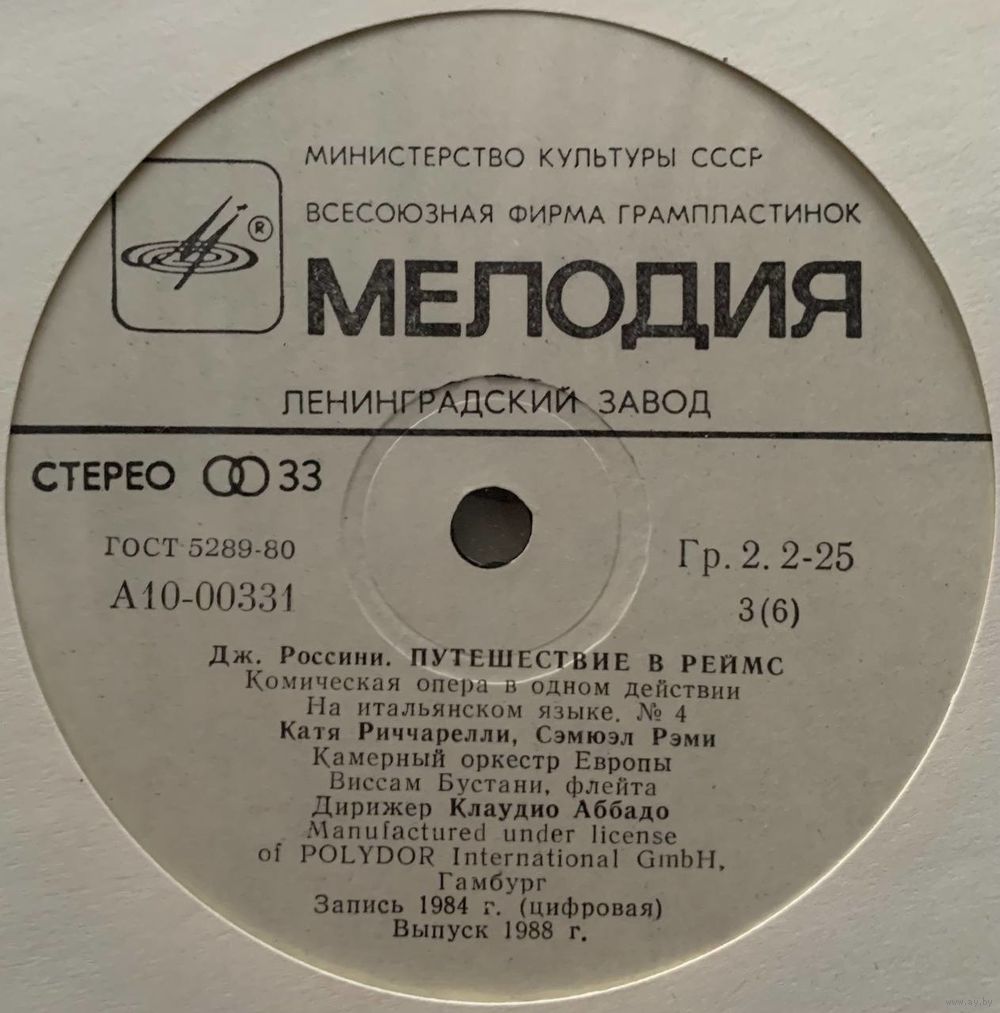 МИНИСТЕРСТВО КУЛЬТУРЫ СССР
ВСЕСОЮЗНАЯ ФИРМА ГРАМПЛАСТИНОК
®
МЕЛОДИЯ
ЛЕНИНГРАДСКИЙ ЗАВОД
СТЕРЕО 33
ГОСТ 5289-80
Гр. 2. 2-25
А10-00331
3(6)
Дж. Россини. ПУТЕШЕСТВИЕ В РЕЙМС
Комическая опера в одном действии
На итальянском языке. № 4
Катя Риччарелли, Сэмюэл Рэми
Камерный оркестр Европы
Виссам Бустани, флейта
Дирижер Клаудио Аббадо
Manufactured under license
of POLYDOR International GmbH,
Гамбург
Запись 1984 г. (цифровая)
Выпуск 1988 г.
www.ay.by